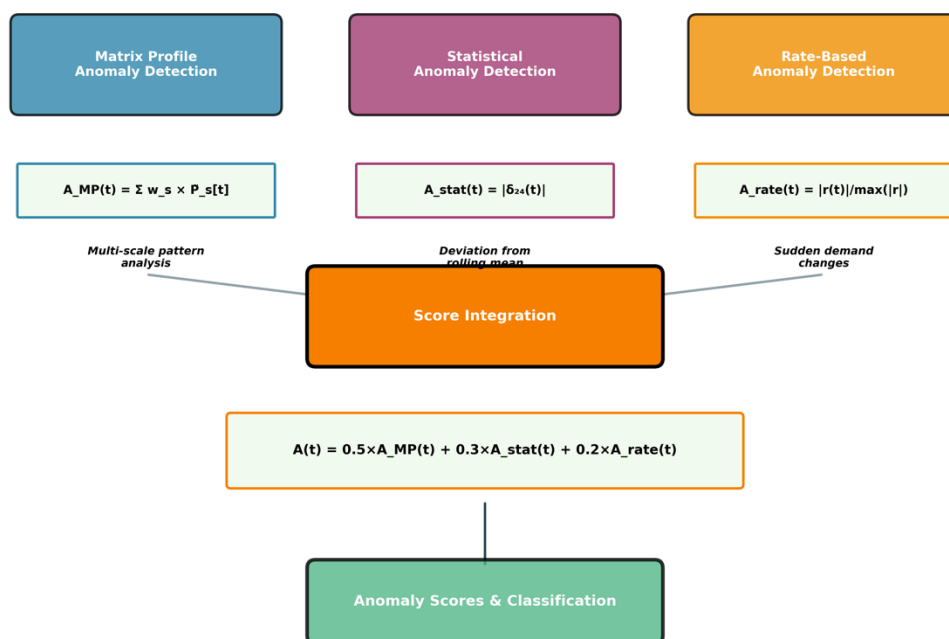 Matrix Profile
Anomaly Detection
Statistical
Anomaly Detection
Rate-Based
Anomaly Detection
A_MP(t) = Σ w_s × P̃_s[t]
A_stat(t) = |δ₂₄(t)|
A_rate(t) = |r(t)|/max(|r|)
Multi-scale pattern
analysis
Deviation from
rolling mean
Sudden demand
changes
Score Integration
A(t) = 0.5×A_MP(t) + 0.3×A_stat(t) + 0.2×A_rate(t)
Anomaly Scores & Classification